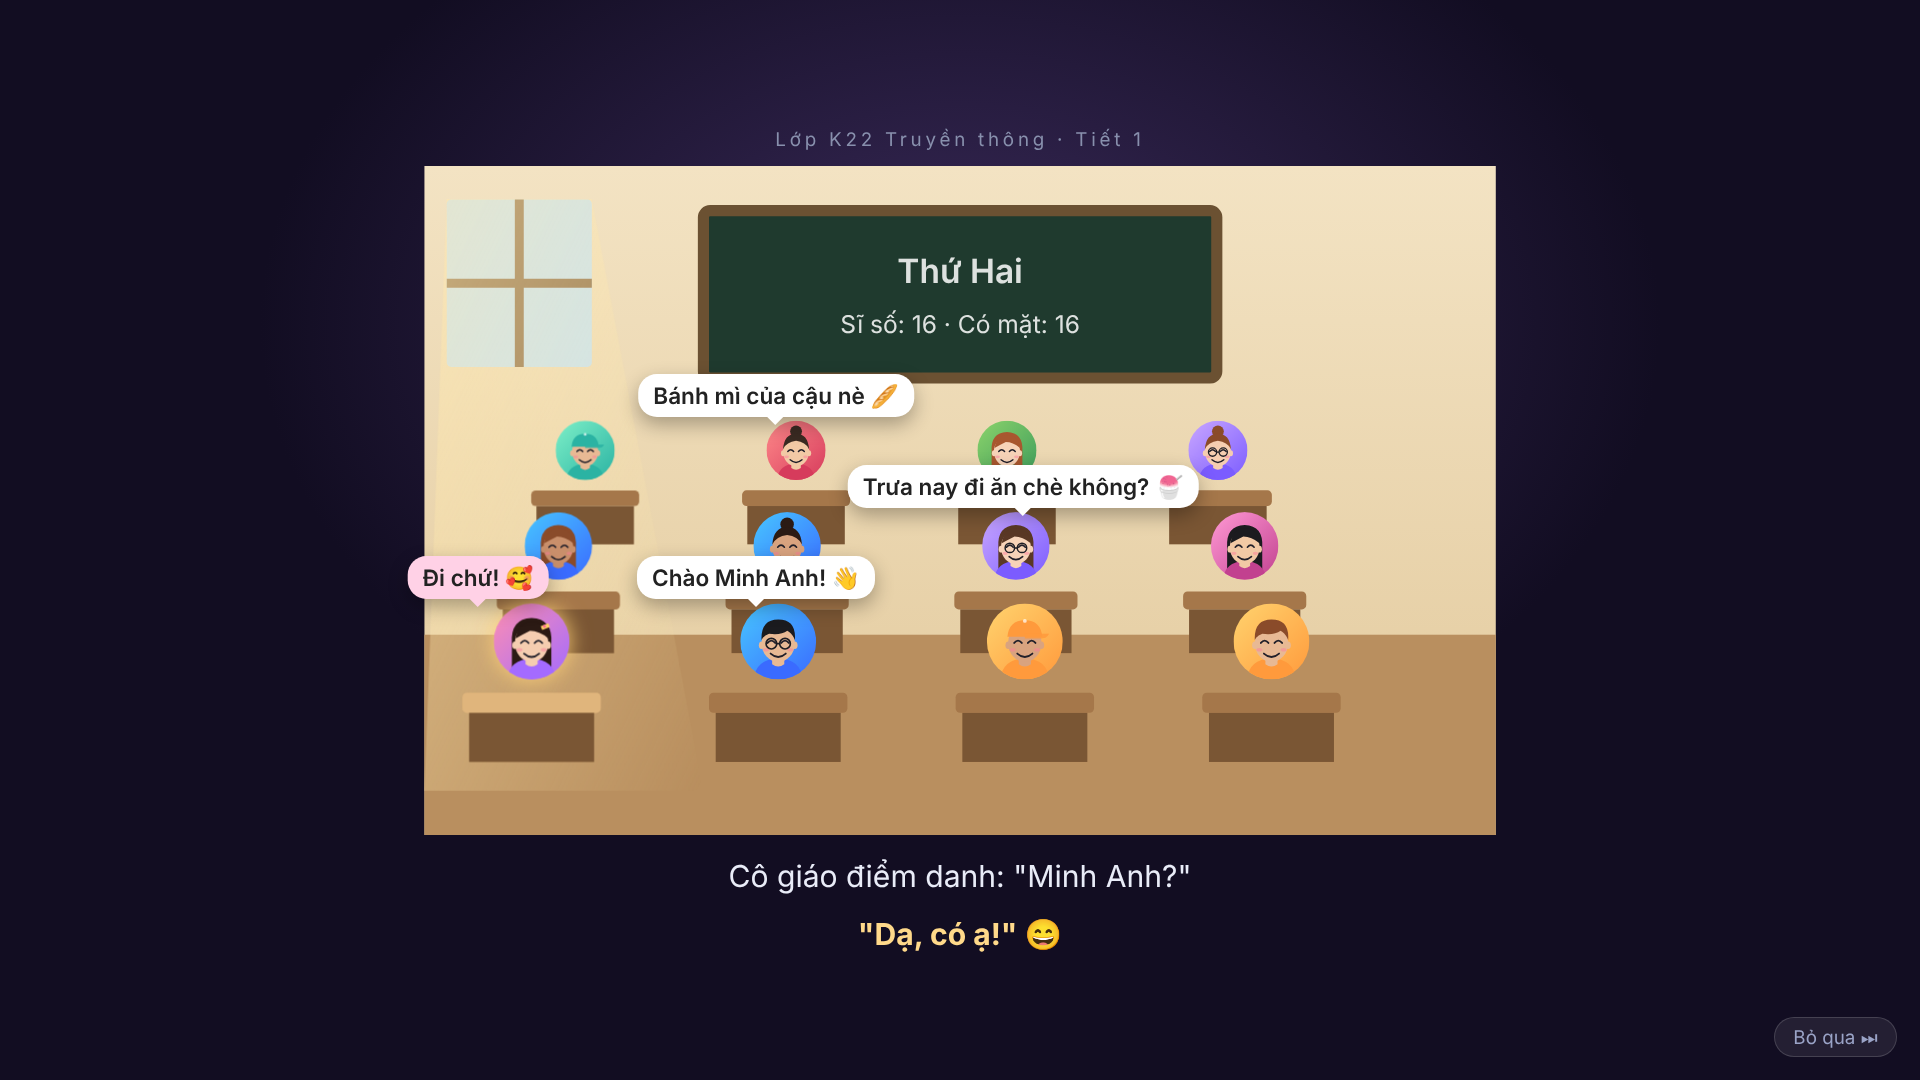 Lớp K22 Truyền thông · Tiết 1
Thứ Hai
Sĩ số: 16 · Có mặt: 16
Bánh mì của cậu nè 🥖
Trưa nay đi ăn chè không? 🍧
Đi chứ! 🥰
Chào Minh Anh! 👋
Cô giáo điểm danh: "Minh Anh?"
"Dạ, có ạ!" 😄
Bỏ qua ⏭